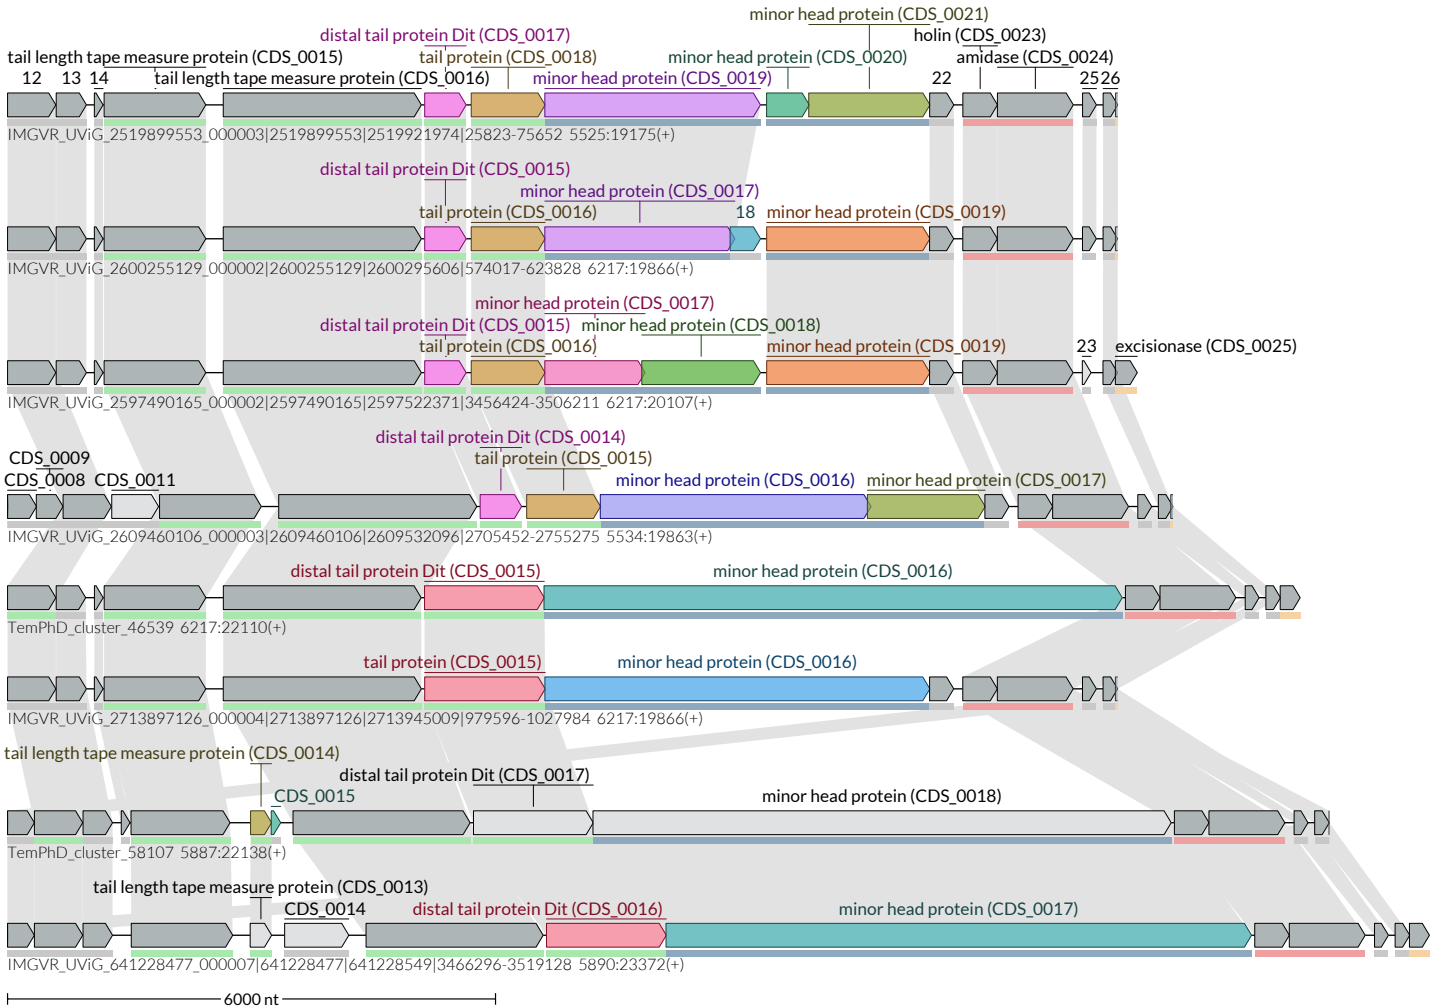 minor head protein (CDS_0021)
distal tail protein Dit (CDS_0017) holin (CDS_0023)
tail length tape measure protein (CDS_0015) tail protein (CDS_0018) minor head protein (CDS_0020) amidase (CDS_0024)
12 13 14 tail length tape measure protein (CDS_0016) minor head protein (CDS_0019) 22 25 26
IMGVR_UViG_2519899553_000003|2519899553|2519921974|25823-75652 5525:19175(+)
distal tail protein Dit (CDS_0015)
minor head protein (CDS_0017)
tail protein (CDS_0016) 18 minor head protein (CDS_0019)
IMGVR_UViG_2600255129_000002|2600255129|2600295606|574017-623828 6217:19866(+)
minor head protein (CDS_0017)
distal tail protein Dit (CDS_0015) minor head protein (CDS_0018)
tail protein (CDS_0016) minor head protein (CDS_0019) 23 excisionase (CDS_0025)
IMGVR_UViG_2597490165_000002|2597490165|2597522371|3456424-3506211 6217:20107(+)
distal tail protein Dit (CDS_0014)
CDS_0009 tail protein (CDS_0015)
CDS_0008 CDS_0011 minor head protein (CDS_0016) minor head protein (CDS_0017)
IMGVR_UViG_2609460106_000003|2609460106|2609532096|2705452-2755275 5534:19863(+)
distal tail protein Dit (CDS_0015) minor head protein (CDS_0016)
TemPhD_cluster_46539 6217:22110(+)
tail protein (CDS_0015) minor head protein (CDS_0016)
IMGVR_UViG_2713897126_000004|2713897126|2713945009|979596-1027984 6217:19866(+)
tail length tape measure protein (CDS_0014)
distal tail protein Dit (CDS_0017)
CDS_0015 minor head protein (CDS_0018)
TemPhD_cluster_58107 5887:22138(+)
tail length tape measure protein (CDS_0013)
CDS_0014 distal tail protein Dit (CDS_0016) minor head protein (CDS_0017)
IMGVR_UViG_641228477_000007|641228477|641228549|3466296-3519128 5890:23372(+)
6000 nt